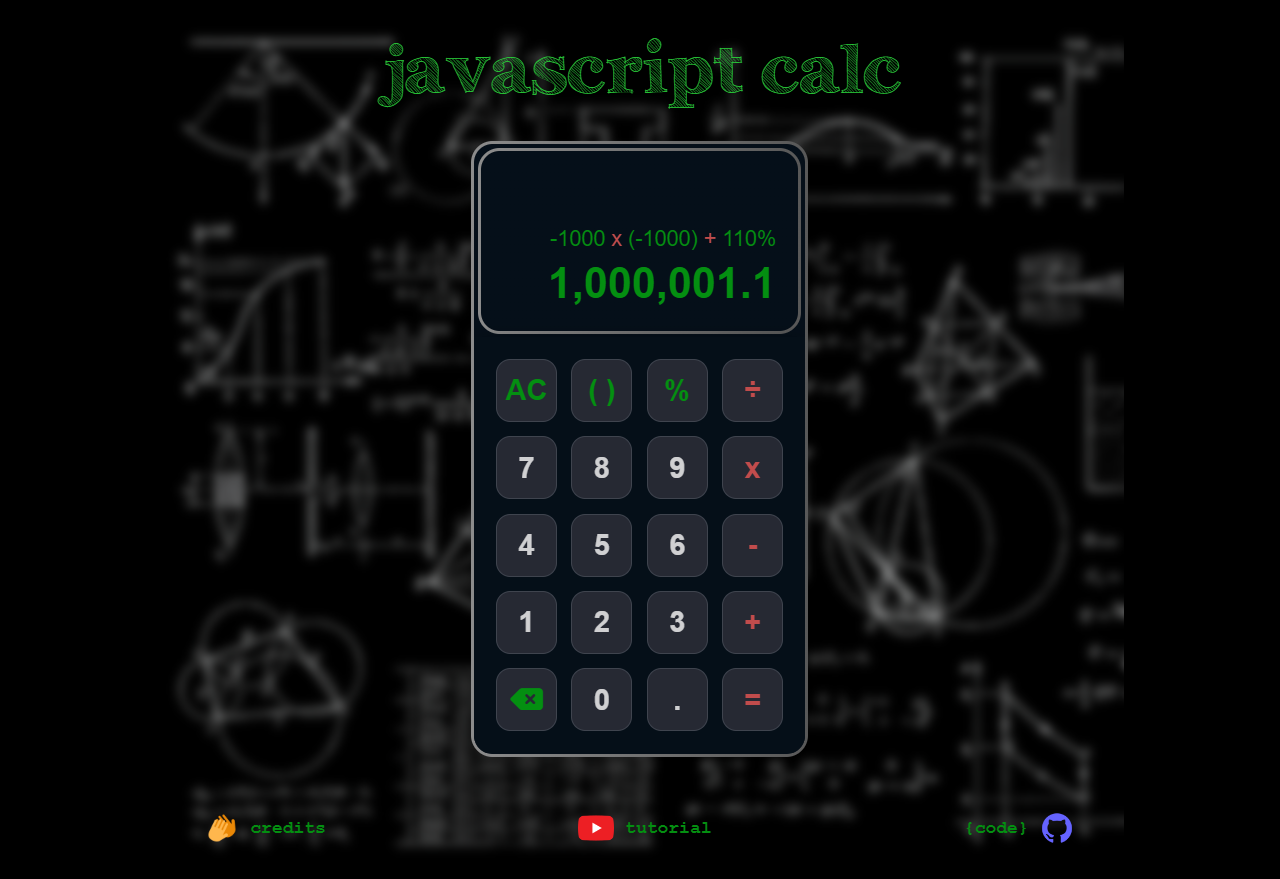 javascript calc
-1000 x (-1000) + 110%
1,000,001.1
AC ( ) % ÷
7 8 9 x
4 5 6 -
1 2 3 +
0 . =
credits tutorial {code}